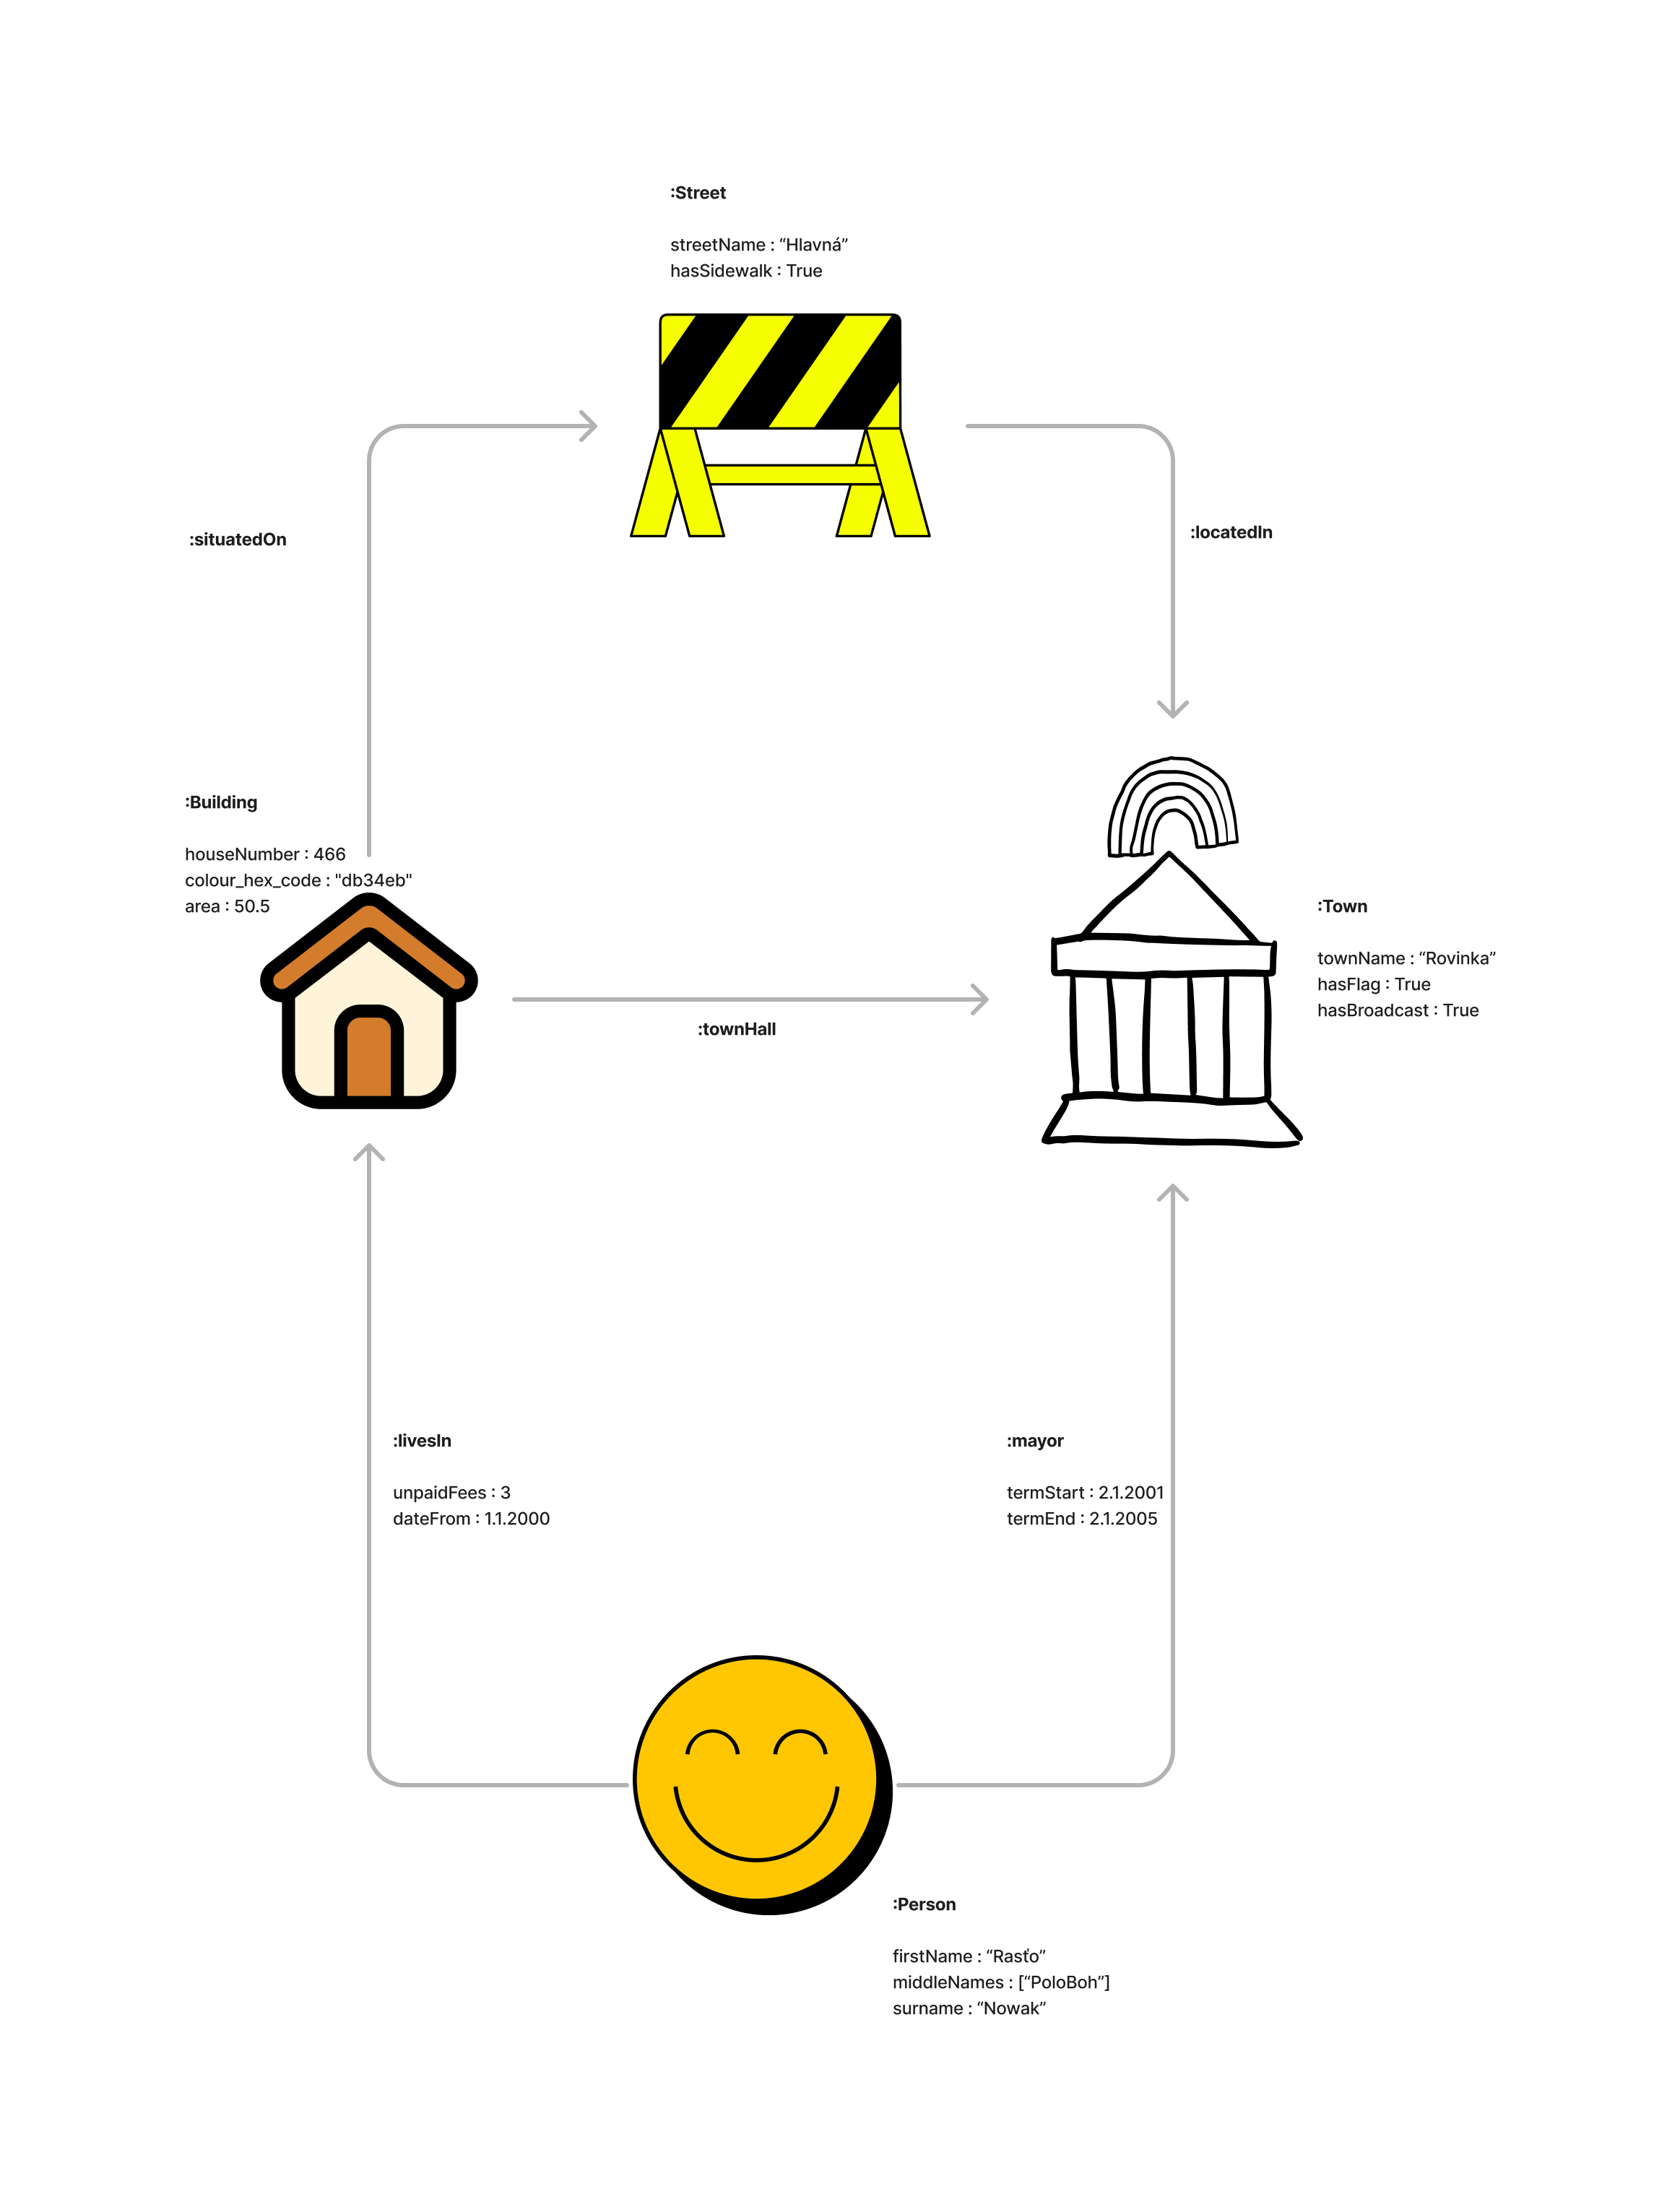 :Street
streetName : “Hlavná”
hasSidewalk : True
:situatedOn
:locatedIn
:Building
houseNumber : 466
colour_hex_code : "db34eb"
area : 50.5
:Town
townName : “Rovinka”
hasFlag : True
hasBroadcast : True
:townHall
:livesIn
unpaidFees : 3
dateFrom : 1.1.2000
:mayor
termStart : 2.1.2001
termEnd : 2.1.2005
:Person
firstName : “Rasťo”
middleNames : [“PoloBoh”]
surname : “Nowak”